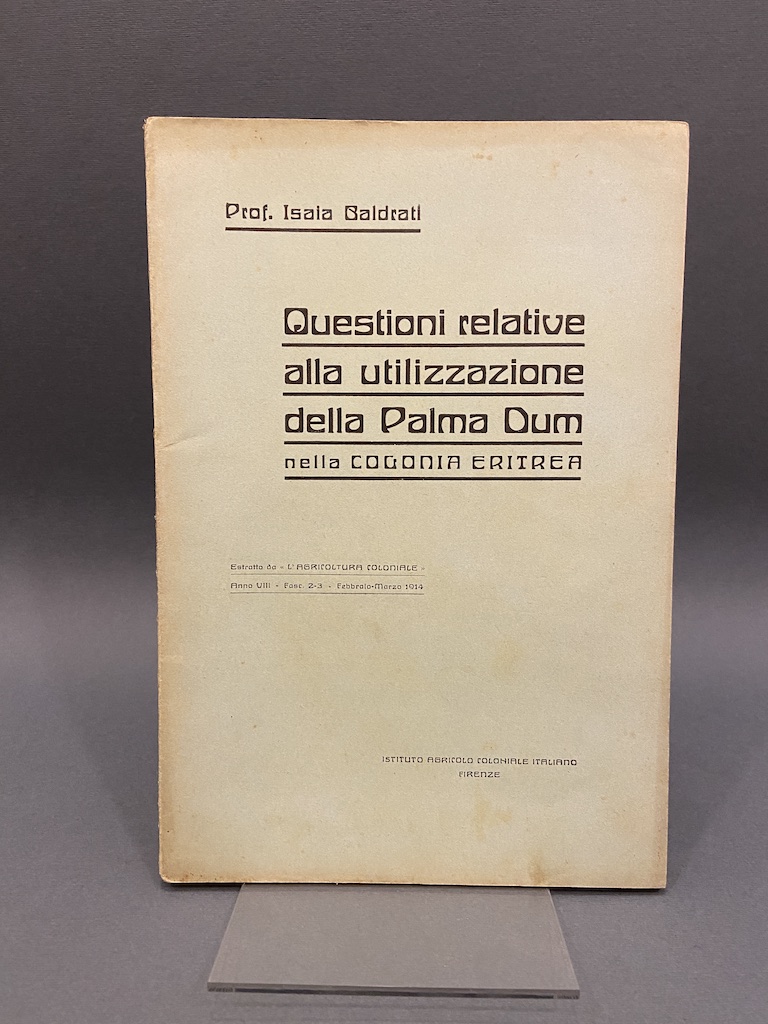 Prof. Isaia Baldrati
Questioni relative
alla utilizzazione
della Palma Dum
nella COLONIA ERITREA
Estratto da « L'AGRICOLTURA COLONIALE »
Anno VIII - Fasc. 2-3 - Febbraio-Marzo 1914
ISTITUTO AGRICOLO COLONIALE ITALIANO
FIRENZE